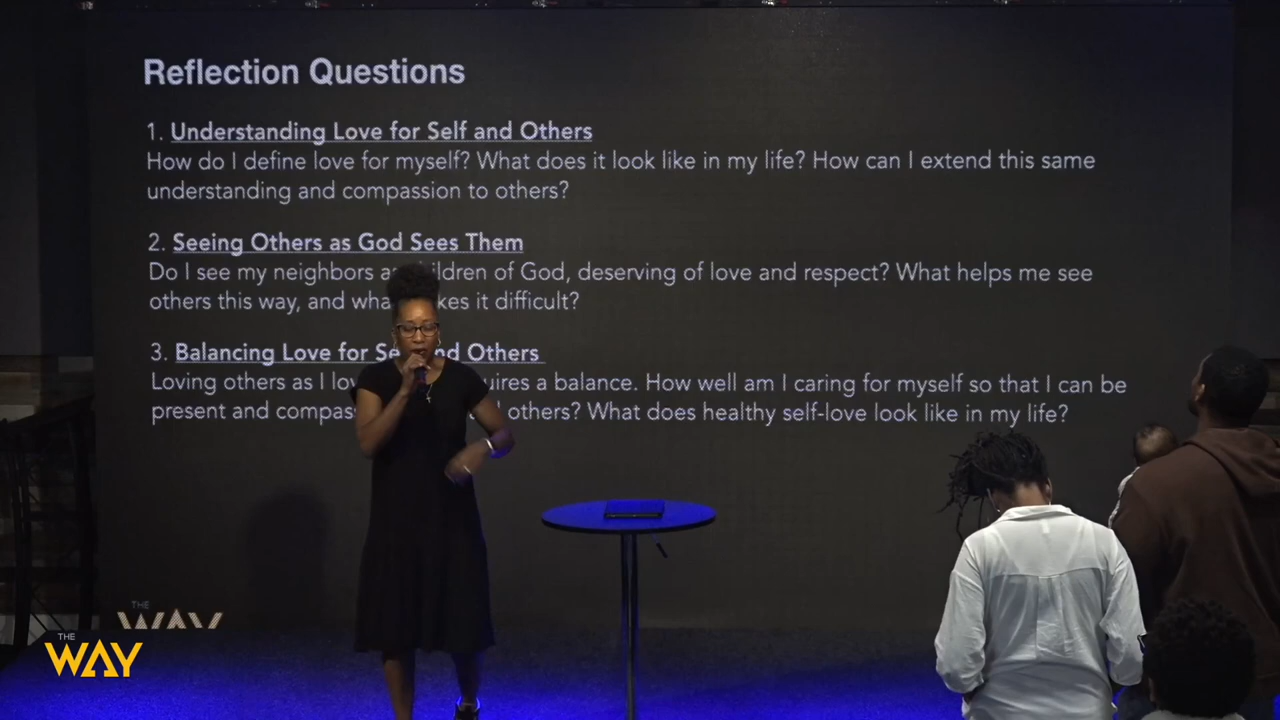 Reflection Questions
1. Understanding Love for Self and Others
How do I define love for myself? What does it look like in my life? How can I extend this same
understanding and compassion to others?
2. Seeing Others as God Sees Them
Do I see my neighbors of God, deserving of love and respect? What helps me see
others this way, and it difficult?
3. Balancing Love for Others
Loving others as I a balance. How well am I caring for myself so that I can be
present and others? What does healthy self-love look like in my life?
THE
WAY
THE
WAY